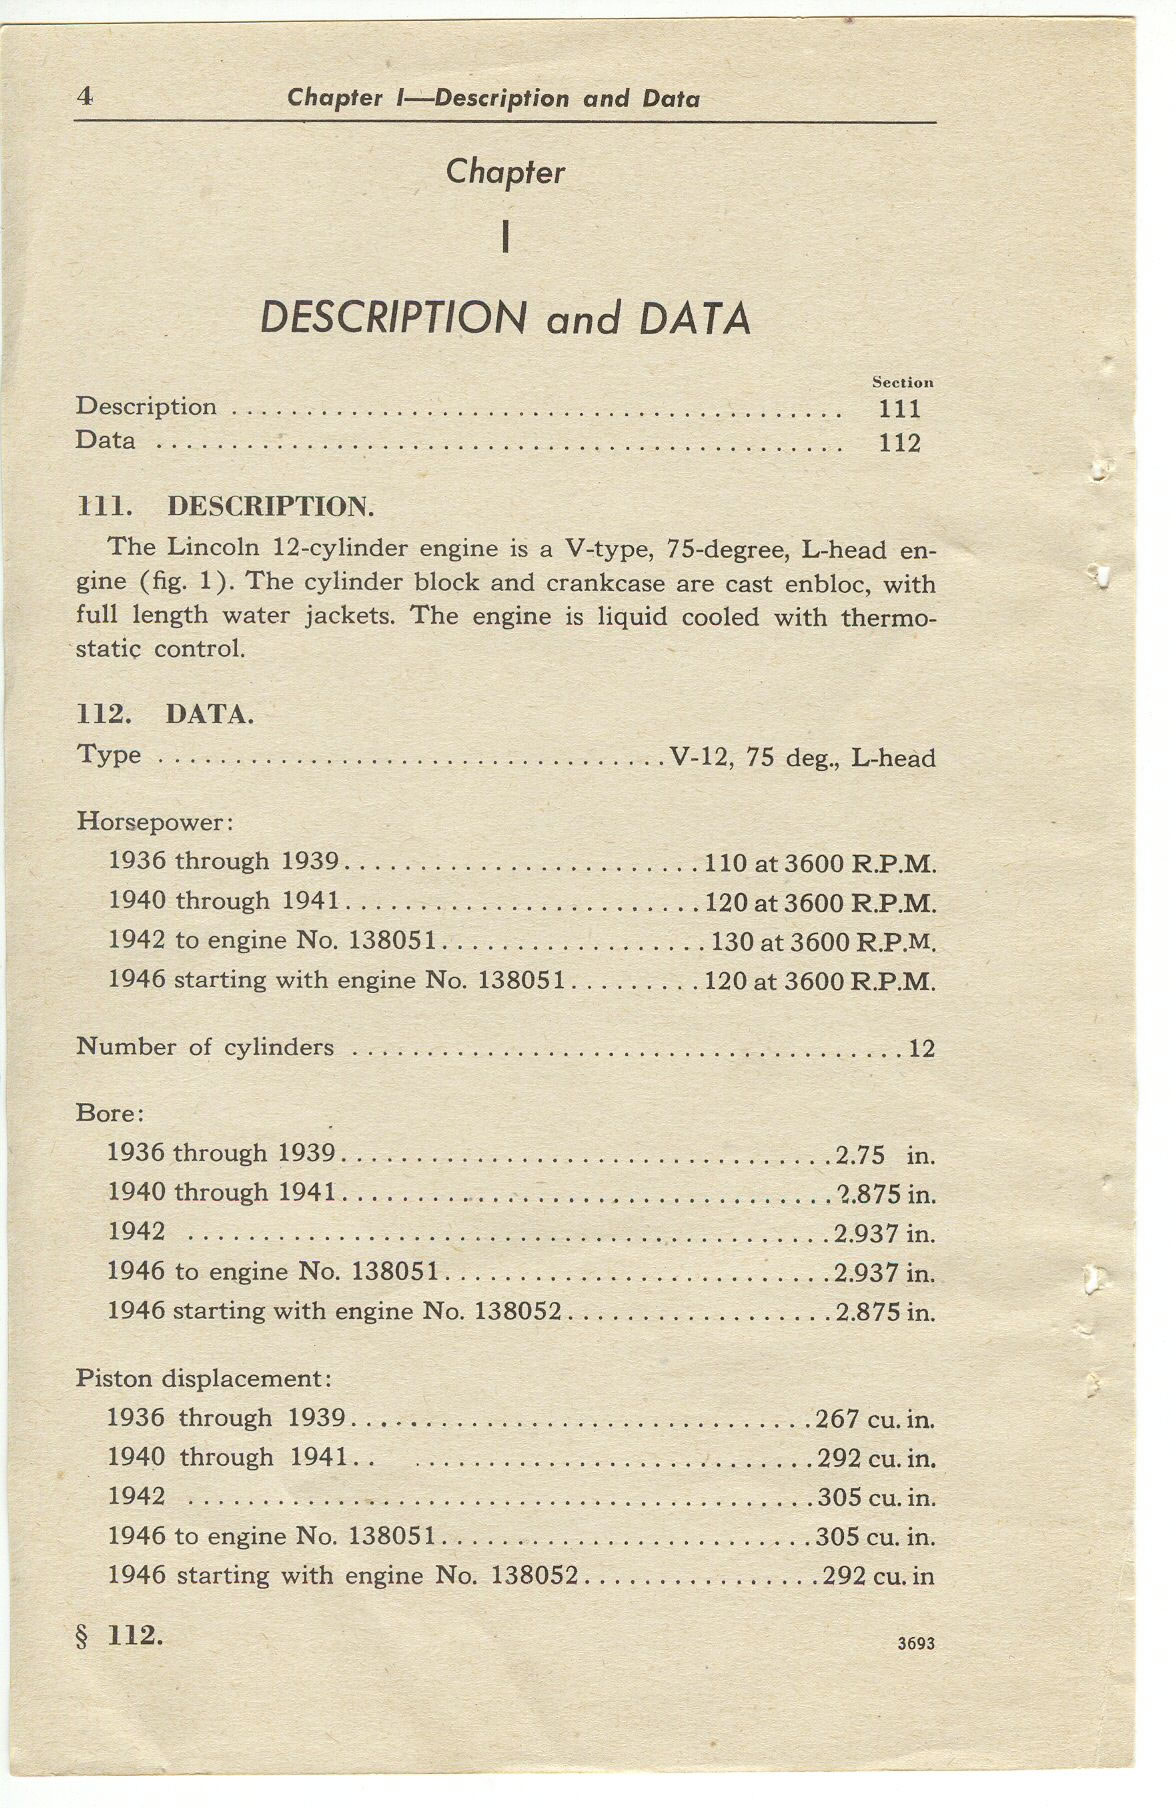 4 Chapter I—Description and Data
Chapter
I
DESCRIPTION and DATA
Section
Description ........................................ 111
Data ............................................. 112
111. DESCRIPTION.
The Lincoln 12-cylinder engine is a V-type, 75-degree, L-head en-
gine (fig. 1). The cylinder block and crankcase are cast enbloc, with
full length water jackets. The engine is liquid cooled with thermo-
static control.
112. DATA.
Type .................................. V-12, 75 deg., L-head
Horsepower:
1936 through 1939........................110 at 3600 R.P.M.
1940 through 1941........................120 at 3600 R.P.M.
1942 to engine No. 138051..................130 at 3600 R.P.M.
1946 starting with engine No. 138051.........120 at 3600 R.P.M.
Number of cylinders .....................................12
Bore:
1936 through 1939.................................2.75 in.
1940 through 1941.................................2.875 in.
1942 ...........................................2.937 in.
1946 to engine No. 138051..........................2.937 in.
1946 starting with engine No. 138052..................2.875 in.
Piston displacement:
1936 through 1939...............................267 cu. in.
1940 through 1941.. ...........................292 cu. in.
1942 ..........................................305 cu. in.
1946 to engine No. 138051.........................305 cu. in.
1946 starting with engine No. 138052................292 cu. in
§ 112. 3693